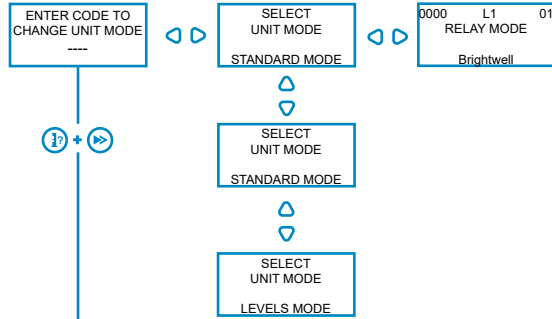 ENTER CODE TO
CHANGE UNIT MODE
----
SELECT
UNIT MODE
STANDARD MODE
0000 L1 01
RELAY MODE
Brightwell
?
+
SELECT
UNIT MODE
STANDARD MODE
SELECT
UNIT MODE
LEVELS MODE